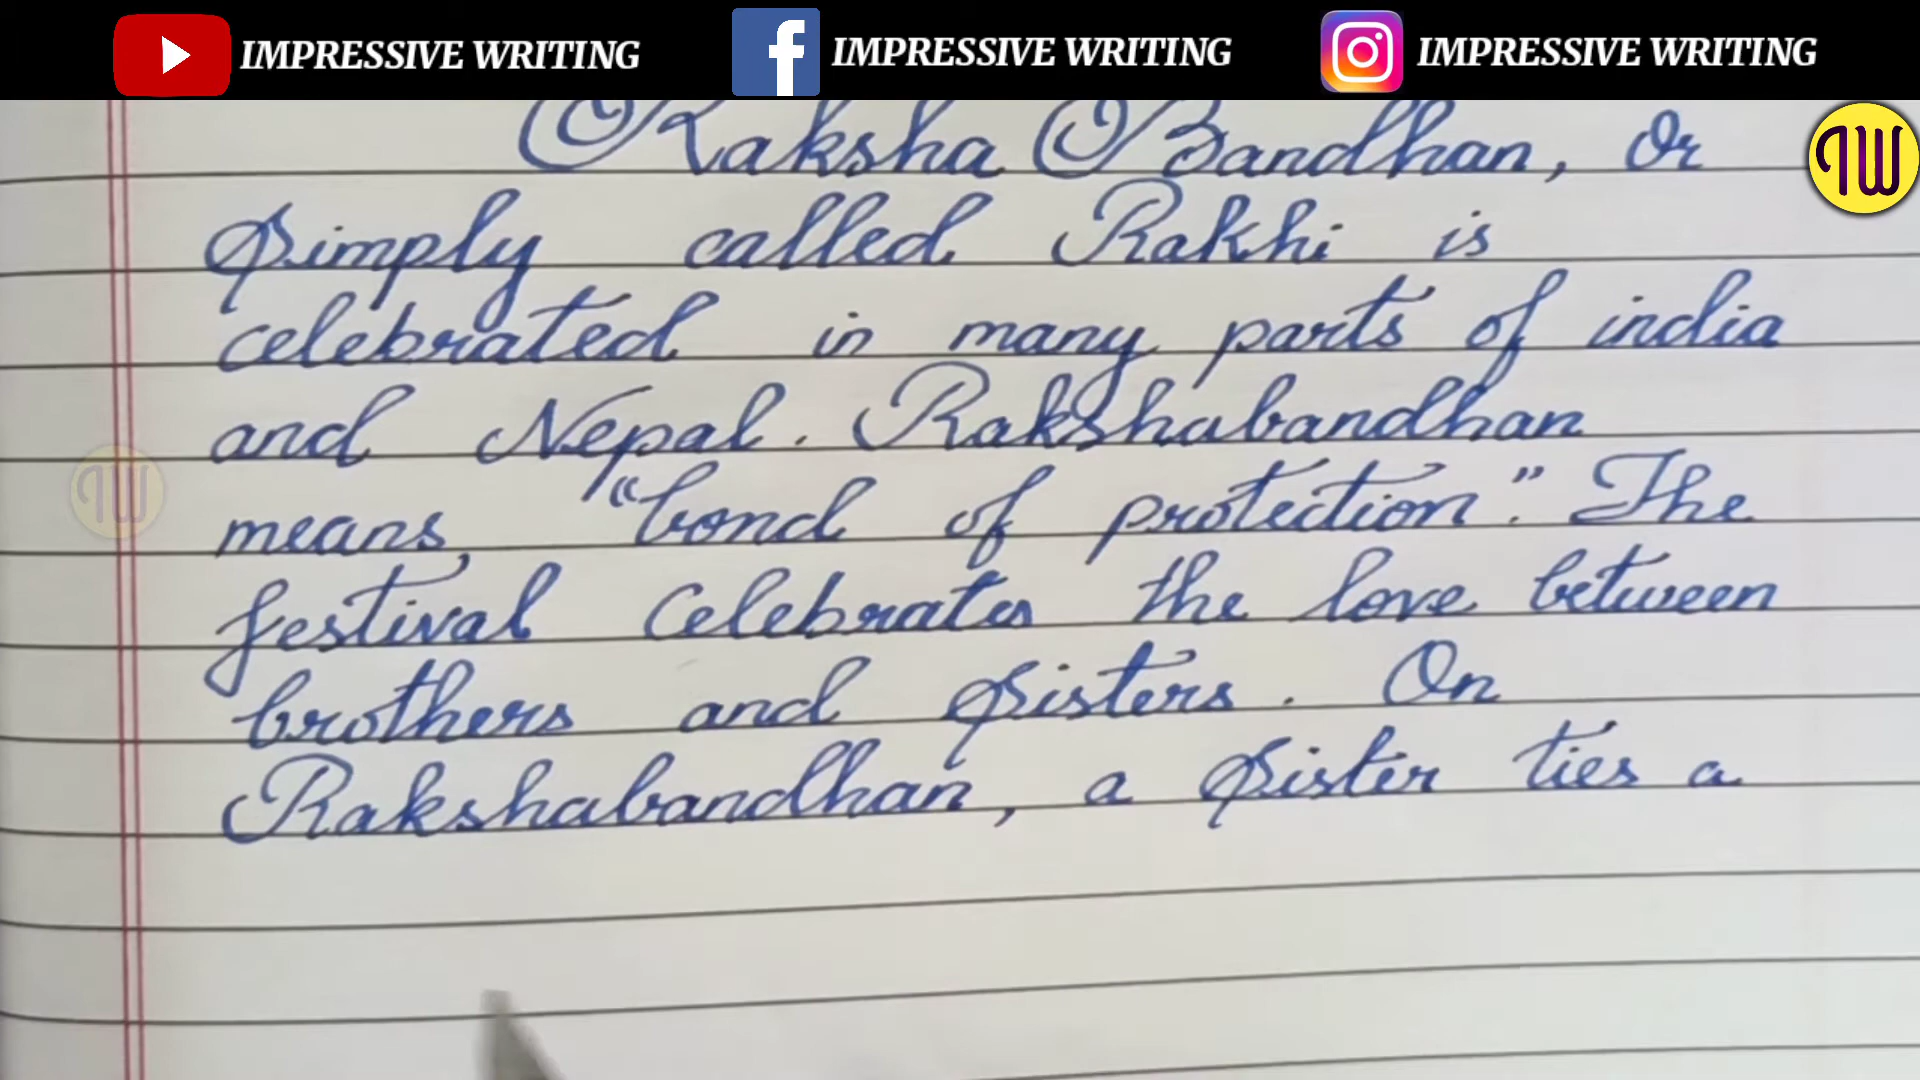 IMPRESSIVE WRITING IMPRESSIVE WRITING IMPRESSIVE WRITING
Raksha Bandhan, Or
Simply called Rakhi is
celebrated in many parts of india
and Nepal. Rakshabandhan
means, "bond of protection". The
festival Celebrates the love between
brothers and Sisters. On
Rakshabandhan, a Sister ties a
IW
IW